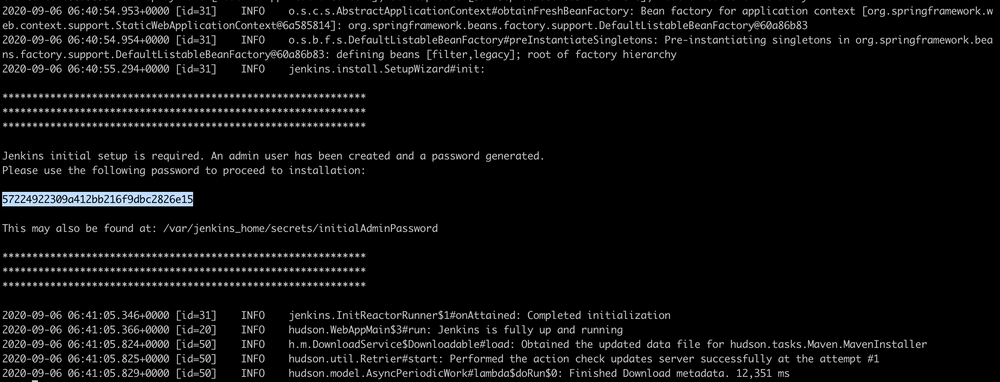 2020-09-06 06:40:54.953+0000 [id=31] INFO o.s.c.s.AbstractApplicationContext#obtainFreshBeanFactory: Bean factory for application context [org.springframework.w
eb.context.support.StaticWebApplicationContext@6a585814]: org.springframework.beans.factory.support.DefaultListableBeanFactory@60a86b83
2020-09-06 06:40:54.954+0000 [id=31] INFO o.s.b.f.s.DefaultListableBeanFactory#preInstantiateSingletons: Pre-instantiating singletons in org.springframework.bea
ns.factory.support.DefaultListableBeanFactory@60a86b83: defining beans [filter,legacy]; root of factory hierarchy
2020-09-06 06:40:55.294+0000 [id=31] INFO jenkins.install.SetupWizard#init:
*************************************************************
*************************************************************
*************************************************************
Jenkins initial setup is required. An admin user has been created and a password generated.
Please use the following password to proceed to installation:
57224922309a412bb216f9dbc2826e15
This may also be found at: /var/jenkins_home/secrets/initialAdminPassword
*************************************************************
*************************************************************
*************************************************************
2020-09-06 06:41:05.346+0000 [id=31] INFO jenkins.InitReactorRunner$1#onAttained: Completed initialization
2020-09-06 06:41:05.366+0000 [id=20] INFO hudson.WebAppMain$3#run: Jenkins is fully up and running
2020-09-06 06:41:05.824+0000 [id=50] INFO h.m.DownloadService$Downloadable#load: Obtained the updated data file for hudson.tasks.Maven.MavenInstaller
2020-09-06 06:41:05.825+0000 [id=50] INFO hudson.util.Retrier#start: Performed the action check updates server successfully at the attempt #1
2020-09-06 06:41:05.829+0000 [id=50] INFO hudson.model.AsyncPeriodicWork#lambda$doRun$0: Finished Download metadata. 12,351 ms